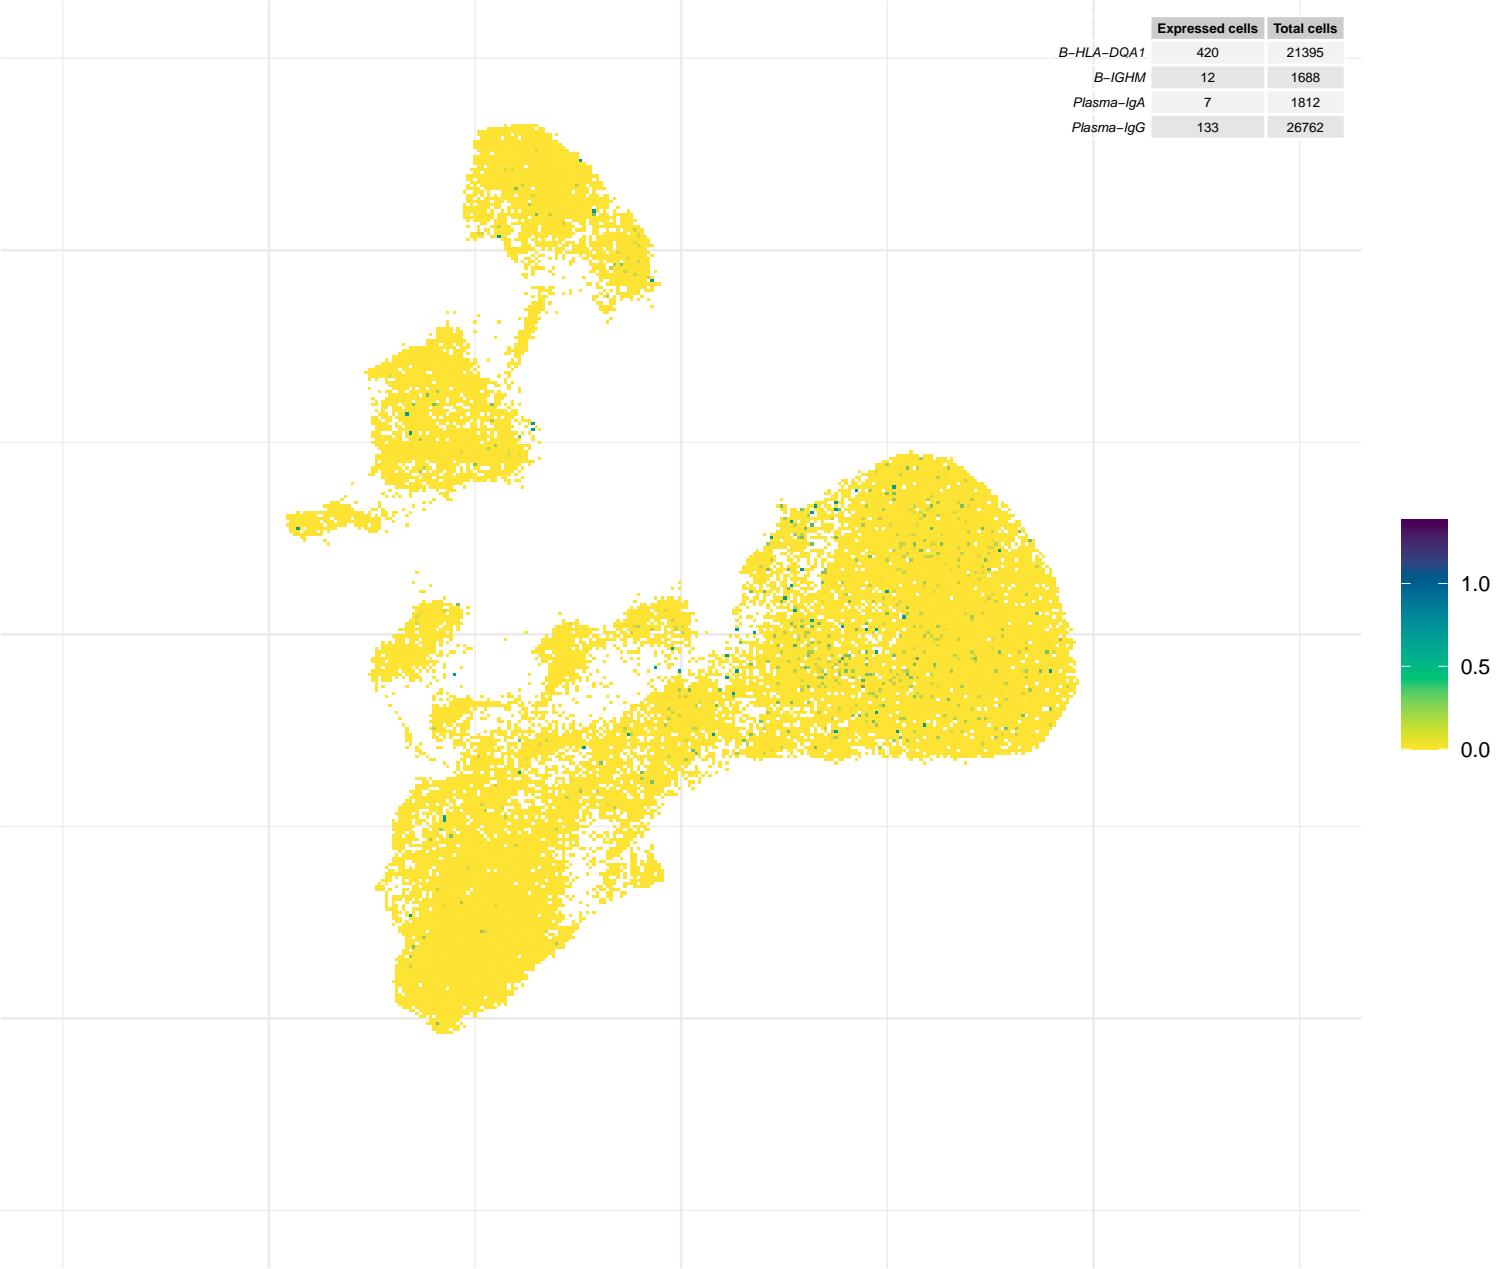 Expressed cells Total cells
B−HLA−DQA1 420 21395
B−IGHM 12 1688
Plasma−IgA 7 1812
Plasma−IgG 133 26762
1.0
0.5
0.0